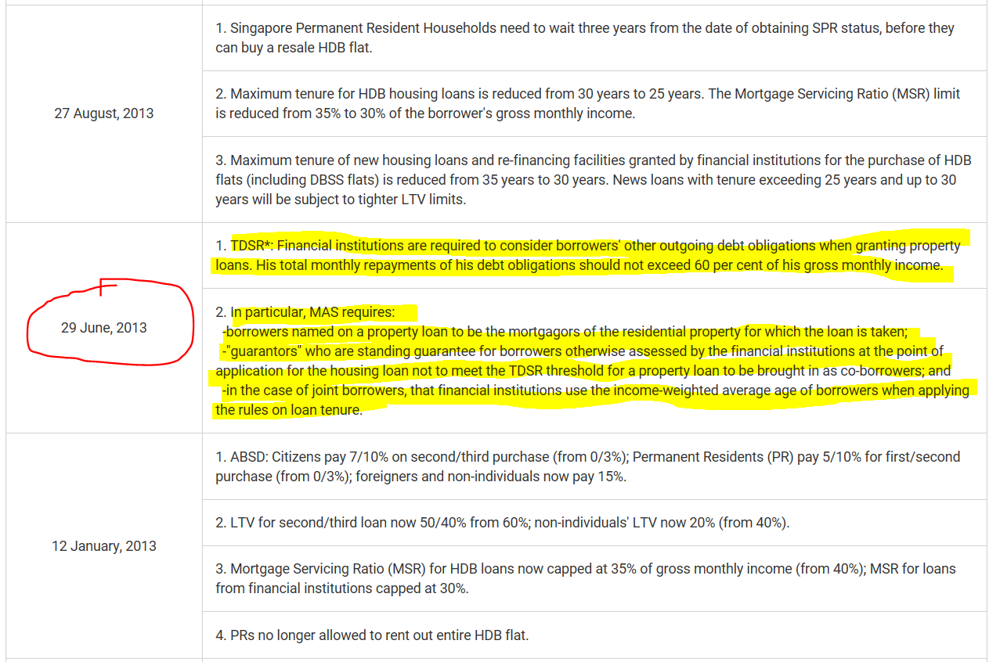 27 August, 2013
1. Singapore Permanent Resident Households need to wait three years from the date of obtaining SPR status, before they
can buy a resale HDB flat.
2. Maximum tenure for HDB housing loans is reduced from 30 years to 25 years. The Mortgage Servicing Ratio (MSR) limit
is reduced from 35% to 30% of the borrower's gross monthly income.
3. Maximum tenure of new housing loans and re-financing facilities granted by financial institutions for the purchase of HDB
flats (including DBSS flats) is reduced from 35 years to 30 years. News loans with tenure exceeding 25 years and up to 30
years will be subject to tighter LTV limits.
29 June, 2013
1. TDSR*: Financial institutions are required to consider borrowers' other outgoing debt obligations when granting property
loans. His total monthly repayments of his debt obligations should not exceed 60 per cent of his gross monthly income.
2. In particular, MAS requires:
-borrowers named on a property loan to be the mortgagors of the residential property for which the loan is taken;
-"guarantors" who are standing guarantee for borrowers otherwise assessed by the financial institutions at the point of
application for the housing loan not to meet the TDSR threshold for a property loan to be brought in as co-borrowers; and
-in the case of joint borrowers, that financial institutions use the income-weighted average age of borrowers when applying
the rules on loan tenure.
12 January, 2013
1. ABSD: Citizens pay 7/10% on second/third purchase (from 0/3%); Permanent Residents (PR) pay 5/10% for first/second
purchase (from 0/3%); foreigners and non-individuals now pay 15%.
2. LTV for second/third loan now 50/40% from 60%; non-individuals' LTV now 20% (from 40%).
3. Mortgage Servicing Ratio (MSR) for HDB loans now capped at 35% of gross monthly income (from 40%); MSR for loans
from financial institutions capped at 30%.
4. PRs no longer allowed to rent out entire HDB flat.